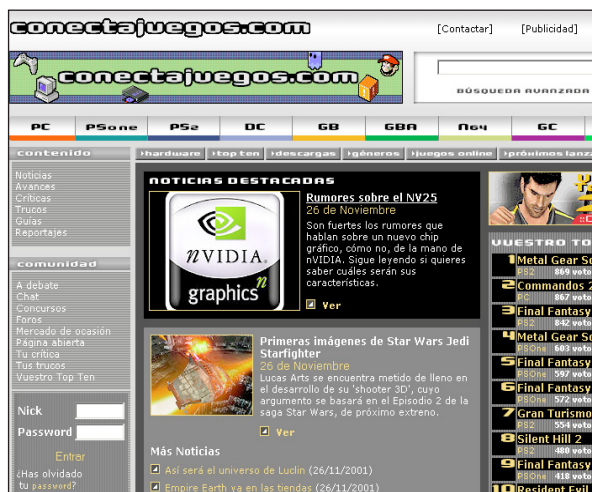 conectajuegos.com
[Contactar] [Publicidad]
conectajuegos.com
BÚSQUEDA AVANZADA
PC PSone PS2 DC GB GBA N64 GC
contenido
hardware top ten descargas géneros juegos online próximos lanz
Noticias
Avances
Críticas
Trucos
Guías
Reportajes
comunidad
A debate
Chat
Concursos
Foros
Mercado de ocasión
Página abierta
Tu crítica
Tus trucos
Vuestro Top Ten
Nick
Password
Entrar
¿Has olvidado
tu password?
NOTICIAS DESTACADAS
nVIDIA.
graphics n
Rumores sobre el NV25
26 de Noviembre
Son fuertes los rumores que
hablan sobre un nuevo chip
gráfico, cómo no, de la mano de
nVIDIA. Sigue leyendo si quieres
saber cuáles serán sus
características.
Ver
Primeras imágenes de Star Wars Jedi
Starfighter
26 de Noviembre
Lucas Arts se encuentra metido de lleno en
el desarrollo de su 'shooter 3D', cuyo
argumento se basará en el Episodio 2 de la
saga Star Wars, de próximo extreno.
Ver
Más Noticias
Así será el universo de Luclin (26/11/2001)
Empire Earth ya en las tiendas (26/11/2001)
VUESTRO TO
1 Metal Gear So
PS2 869 voto
2 Commandos 2
PC 867 voto
3 Final Fantasy
PS2 842 voto
4 Metal Gear So
PSOne 603 voto
5 Final Fantasy
PSOne 597 voto
6 Final Fantasy
PSOne 572 voto
7 Gran Turismo
PS2 554 voto
8 Silent Hill 2
PS2 480 voto
9 Final Fantasy
PSOne 418 voto
10 Resident Evil